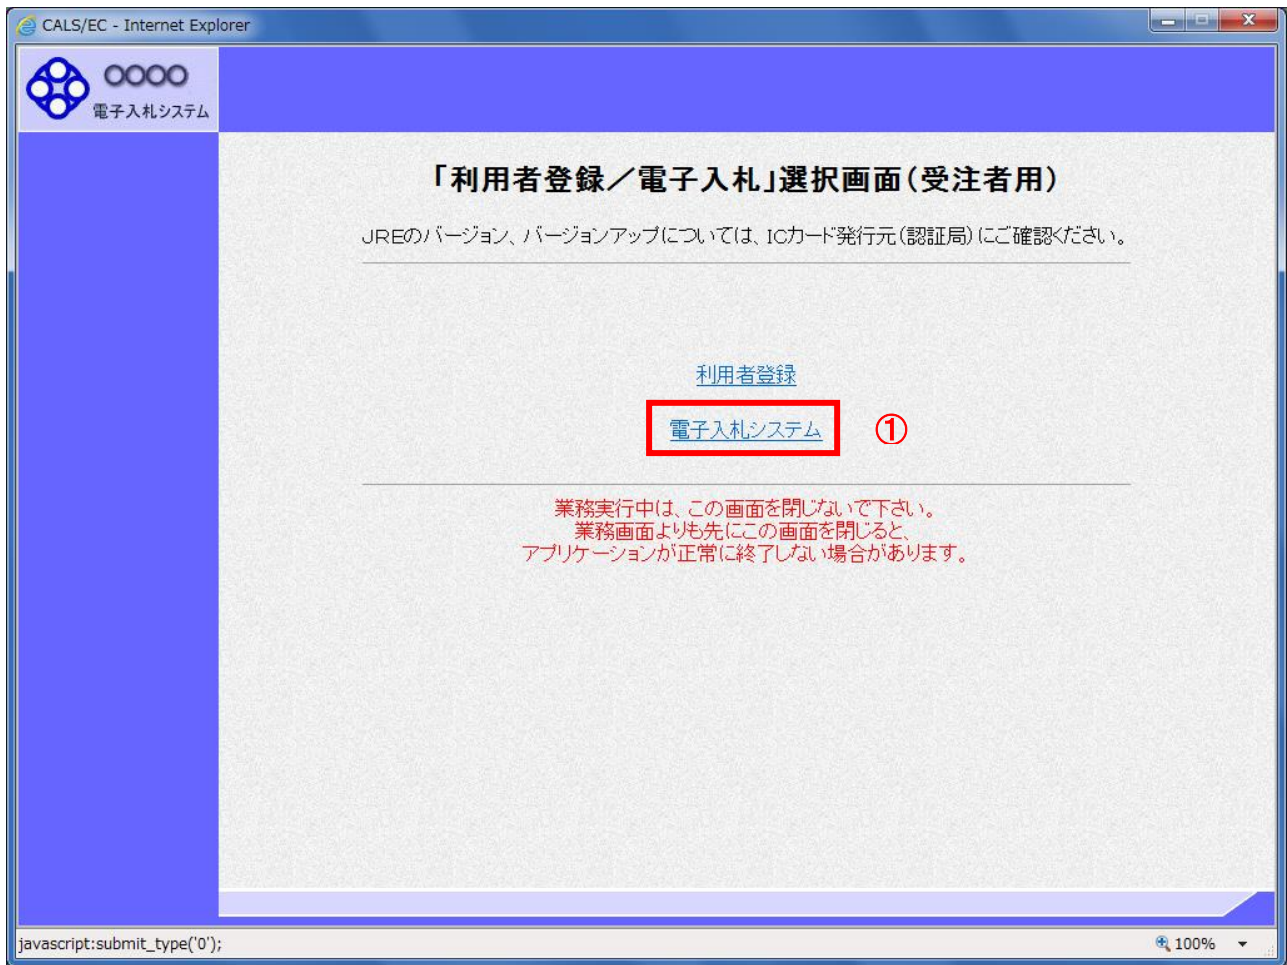 CALS/EC - Internet Explorer
○○○○
電子入札システム
「利用者登録／電子入札」選択画面(受注者用)
JREのバージョン、バージョンアップについては、ICカード発行元(認証局)にご確認ください。
利用者登録
電子入札システム ①
業務実行中は、この画面を閉じないで下さい。
業務画面よりも先にこの画面を閉じると、
アプリケーションが正常に終了しない場合があります。
javascript:submit_type('0'); 100%